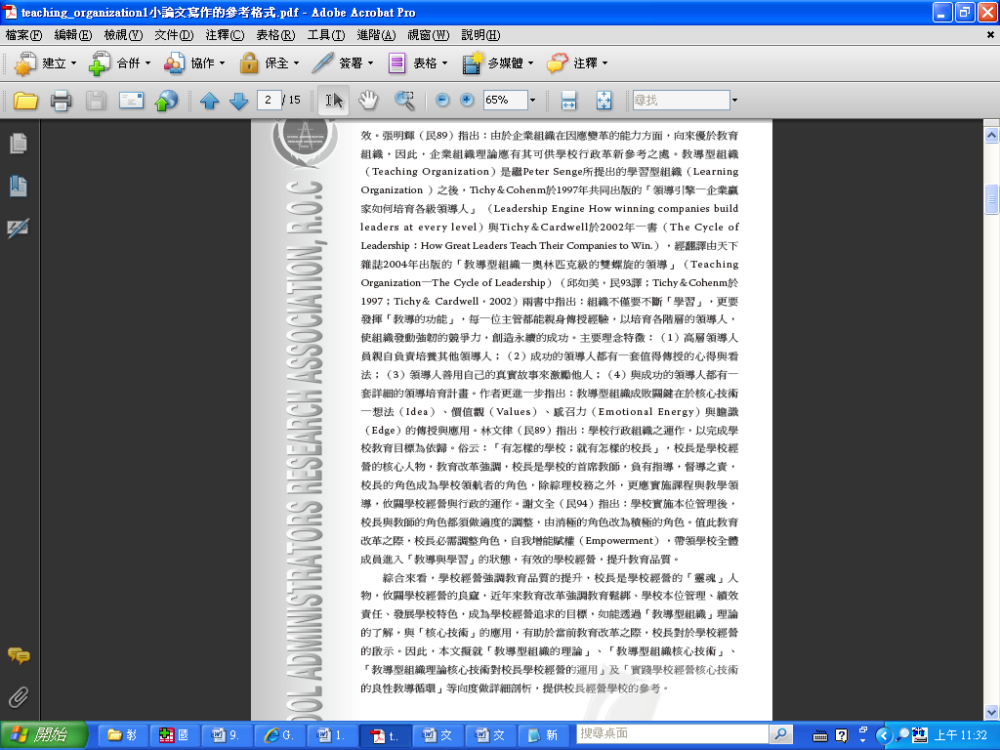 teaching_organization1小論文寫作的參考格式.pdf - Adobe Acrobat Pro
檔案(F) 編輯(E) 檢視(V) 文件(D) 注釋(C) 表格(R) 工具(T) 進階(A) 視窗(W) 說明(H)
建立 合併 協作 保全 簽署 表格 多媒體 注釋
2 / 15 65% 尋找
效。張明輝（民89）指出：由於企業組織在因應變革的能力方面，向來優於教育
組織，因此，企業組織理論應有其可供學校行政革新參考之處。教導型組織
（Teaching Organization）是繼Peter Senge所提出的學習型組織（Learning
Organization ）之後，Tichy＆Cohenm於1997年共同出版的「領導引擎—企業贏
家如何培育各級領導人」（Leadership Engine How winning companies build
leaders at every level）與Tichy＆Cardwell於2002年一書（The Cycle of
Leadership：How Great Leaders Teach Their Companies to Win.），經翻譯由天下
雜誌2004年出版的「教導型組織—奧林匹克級的雙螺旋的領導」（Teaching
Organization—The Cycle of Leadership）（邱如美，民93譯；Tichy＆Cohenm於
1997；Tichy＆ Cardwell，2002）兩書中指出：組織不僅要不斷「學習」，更要
發揮「教導的功能」，每一位主管都能親身傳授經驗，以培育各階層的領導人，
使組織發動強韌的競爭力，創造永續的成功。主要理念特徵：（1）高層領導人
員親自負責培養其他領導人；（2）成功的領導人都有一套值得傳授的心得與看
法；（3）領導人善用自己的真實故事來激勵他人；（4）與成功的領導人都有一
套詳細的領導培育計畫。作者更進一步指出：教導型組織成敗關鍵在於核心技術
—想法（Idea）、價值觀（Values）、感召力（Emotional Energy）與膽識
（Edge）的傳授與應用。林文律（民89）指出：學校行政組織之運作，以完成學
校教育目標為依歸。俗云：「有怎樣的學校；就有怎樣的校長」，校長是學校經
營的核心人物，教育改革強調，校長是學校的首席教師，負有指導，督導之責，
校長的角色成為學校領航者的角色，除綜理校務之外，更應實施課程與教學領
導，攸關學校經營與行政的運作。謝文全（民94）指出：學校實施本位管理後，
校長與教師的角色都須做適度的調整，由消極的角色改為積極的角色。值此教育
改革之際，校長必需調整角色，自我增能賦權（Empowerment），帶領學校全體
成員進入「教導與學習」的狀態，有效的學校經營，提升教育品質。
綜合來看，學校經營強調教育品質的提升，校長是學校經營的「靈魂」人
物，攸關學校經營的良窳，近年來教育改革強調教育鬆綁、學校本位管理、績效
責任、發展學校特色，成為學校經營追求的目標，如能透過「教導型組織」理論
的了解，與「核心技術」的應用，有助於當前教育改革之際，校長對於學校經營
的啟示。因此，本文擬就「教導型組織的理論」、「教導型組織核心技術」、
「教導型組織理論核心技術對校長學校經營的運用」及「實踐學校經營核心技術
的良性教導循環」等向度做詳細剖析，提供校長經營學校的參考。
OOL ADMINISTRATORS RESEARCH ASSOCIATION, R.O.C
開始 教 區 9. G. 1. t.. 文 文 新 搜尋桌面 上午 11:32